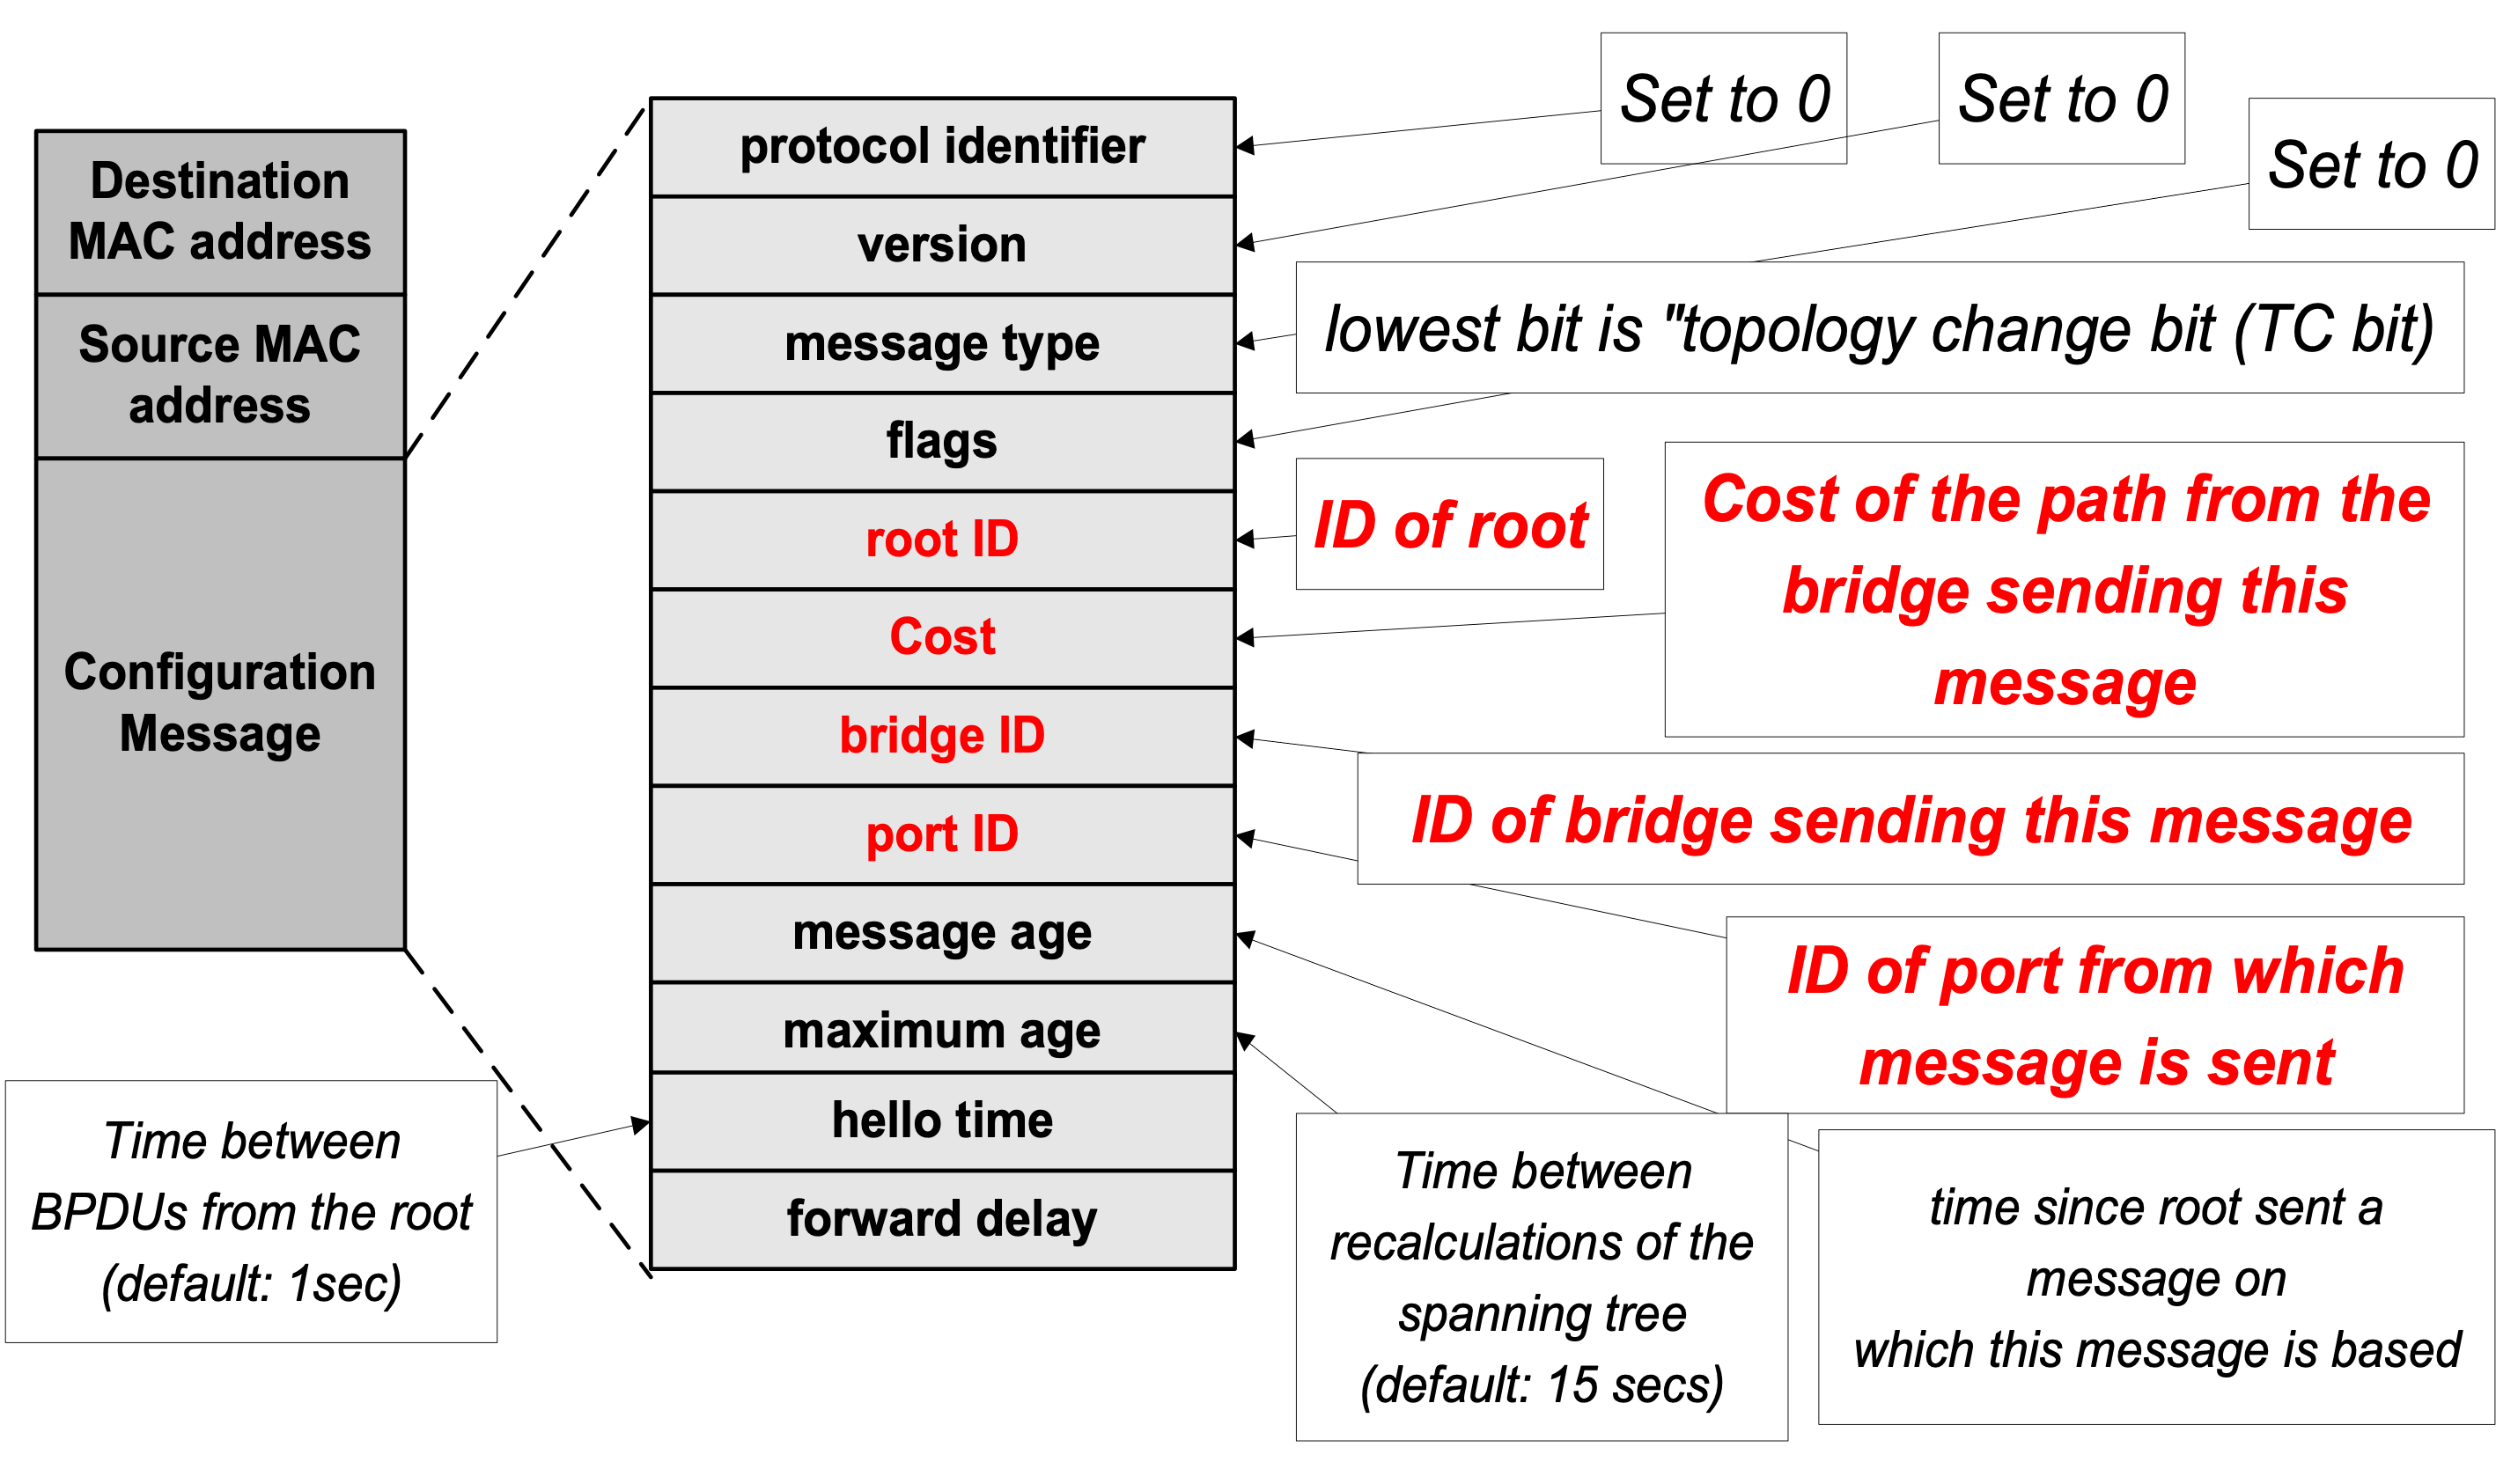 Destination
MAC address
Source MAC
address
Configuration
Message
protocol identifier
version
message type
flags
root ID
Cost
bridge ID
port ID
message age
maximum age
hello time
forward delay
Set to 0
Set to 0
Set to 0
lowest bit is "topology change bit (TC bit)
ID of root
Cost of the path from the
bridge sending this
message
ID of bridge sending this message
ID of port from which
message is sent
Time between
BPDUs from the root
(default: 1sec)
Time between
recalculations of the
spanning tree
(default: 15 secs)
time since root sent a
message on
which this message is based